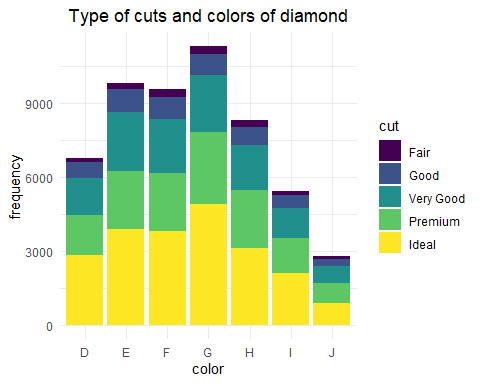 Type of cuts and colors of diamond
frequency
9000
6000
3000
0
D E F G H I J
color
cut
Fair
Good
Very Good
Premium
Ideal